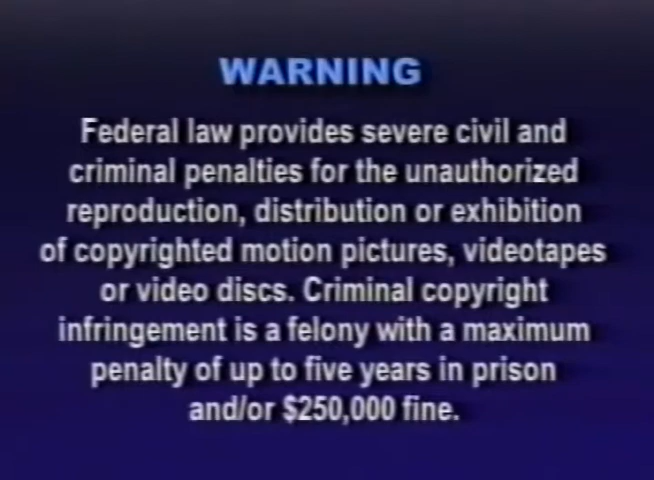 WARNING
Federal law provides severe civil and
criminal penalties for the unauthorized
reproduction, distribution or exhibition
of copyrighted motion pictures, videotapes
or video discs. Criminal copyright
infringement is a felony with a maximum
penalty of up to five years in prison
and/or $250,000 fine.